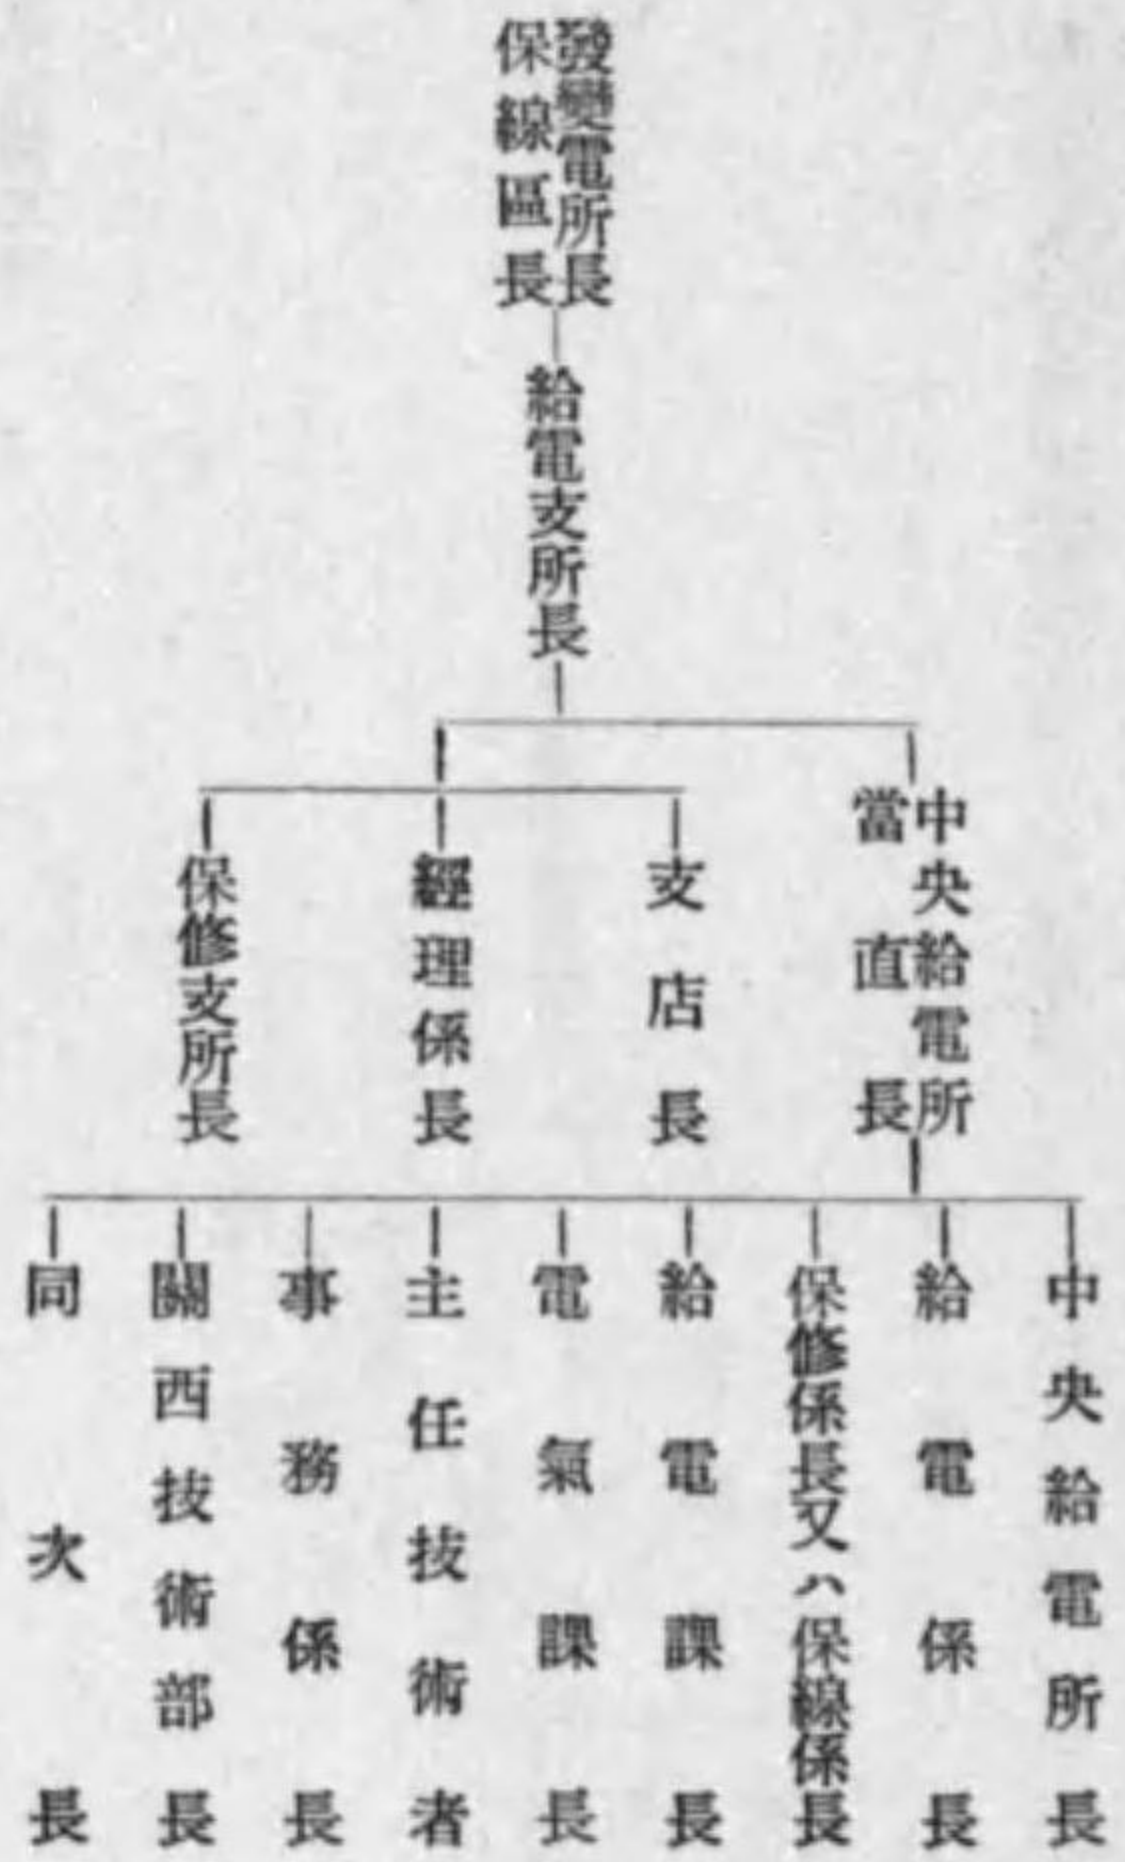 發變電所長
保線區長
給電支所長
中央給電所
當直長
支店長
經理係長
保修支所長
中央給電所長
給電係長
保修係長又ハ保線係長
給電課長
電氣課長
主任技術者
事務係長
關西技術部長
同次長